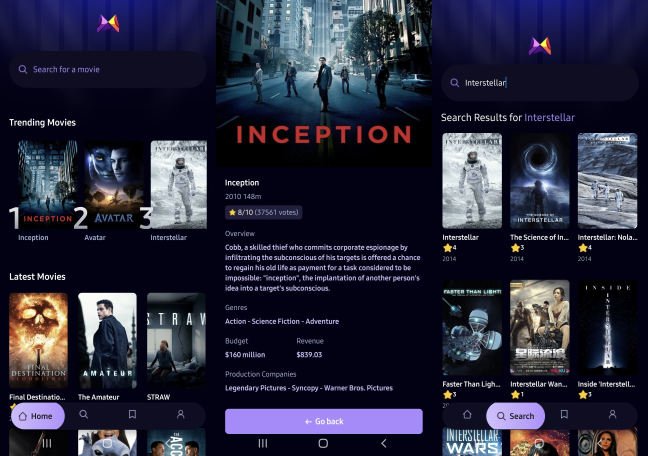 Search for a movie
Trending Movies
INCEPTION
AVATAR
INTERSTELLAR
1
2
3
Inception
Avatar
Interstellar
Latest Movies
FINAL
DESTINATION
BLOODLINES
AMATEUR
STRAW
Final Destinatio...
The Amateur
STRAW
Home
THE ACCO
INCEPTION
Inception
2010 148m
8/10 (37561 votes)
Overview
Cobb, a skilled thief who commits corporate espionage by
infiltrating the subconscious of his targets is offered a chance
to regain his old life as payment for a task considered to be
impossible: "inception", the implantation of another person's
idea into a target's subconscious.
Genres
Action - Science Fiction - Adventure
Budget
Revenue
$160 million
$839.03
Production Companies
Legendary Pictures - Syncopy - Warner Bros. Pictures
← Go back
Interstellar
Search Results for Interstellar
INTERSTELLAR
THE SCIENCE OF
INTERSTELLAR
Interstellar
The Science of In...
Interstellar: Nola...
4
3
4
2014
2014
2014
FASTER THAN LIGHT
星际追缉
INSIDE
INTERSTELLAR
Faster Than Ligh...
Interstellar Wan...
Inside 'Interstell...
3
1
3
Search
INTERSTELLAR
WARS